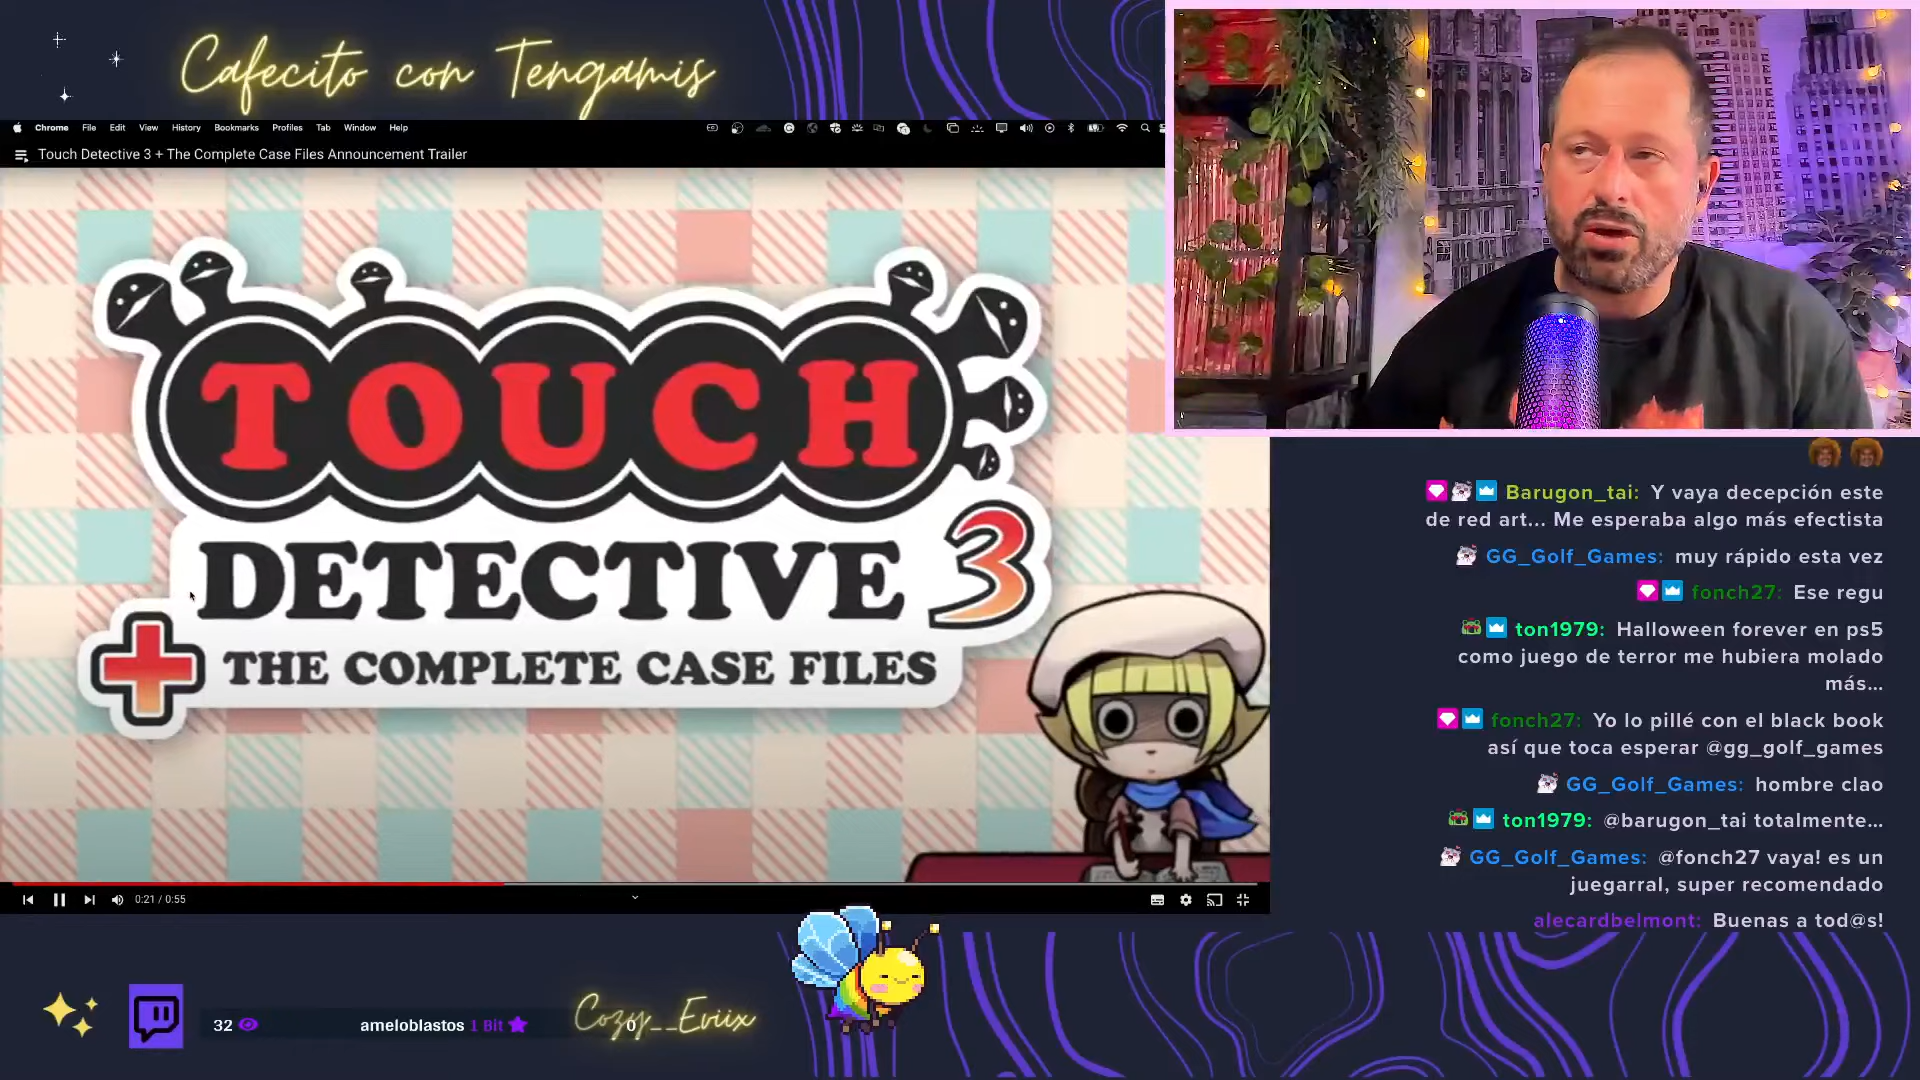 Cafecito con Tengamis
Chrome File Edit View History Bookmarks Profiles Tab Window Help
Touch Detective 3 + The Complete Case Files Announcement Trailer
TOUCH
DETECTIVE 3
+ THE COMPLETE CASE FILES
0:21 / 0:55
Barugon_tai: Y vaya decepción este
de red art... Me esperaba algo más efectista
GG_Golf_Games: muy rápido esta vez
fonch27: Ese regu
ton1979: Halloween forever en ps5
como juego de terror me hubiera molado
más...
fonch27: Yo lo pillé con el black book
así que toca esperar @gg_golf_games
GG_Golf_Games: hombre clao
ton1979: @barugon_tai totalmente...
GG_Golf_Games: @fonch27 vaya! es un
juegarral, super recomendado
alecardbelmont: Buenas a tod@s!
32
ameloblastos 1 Bit
Cozy__Eviix
0